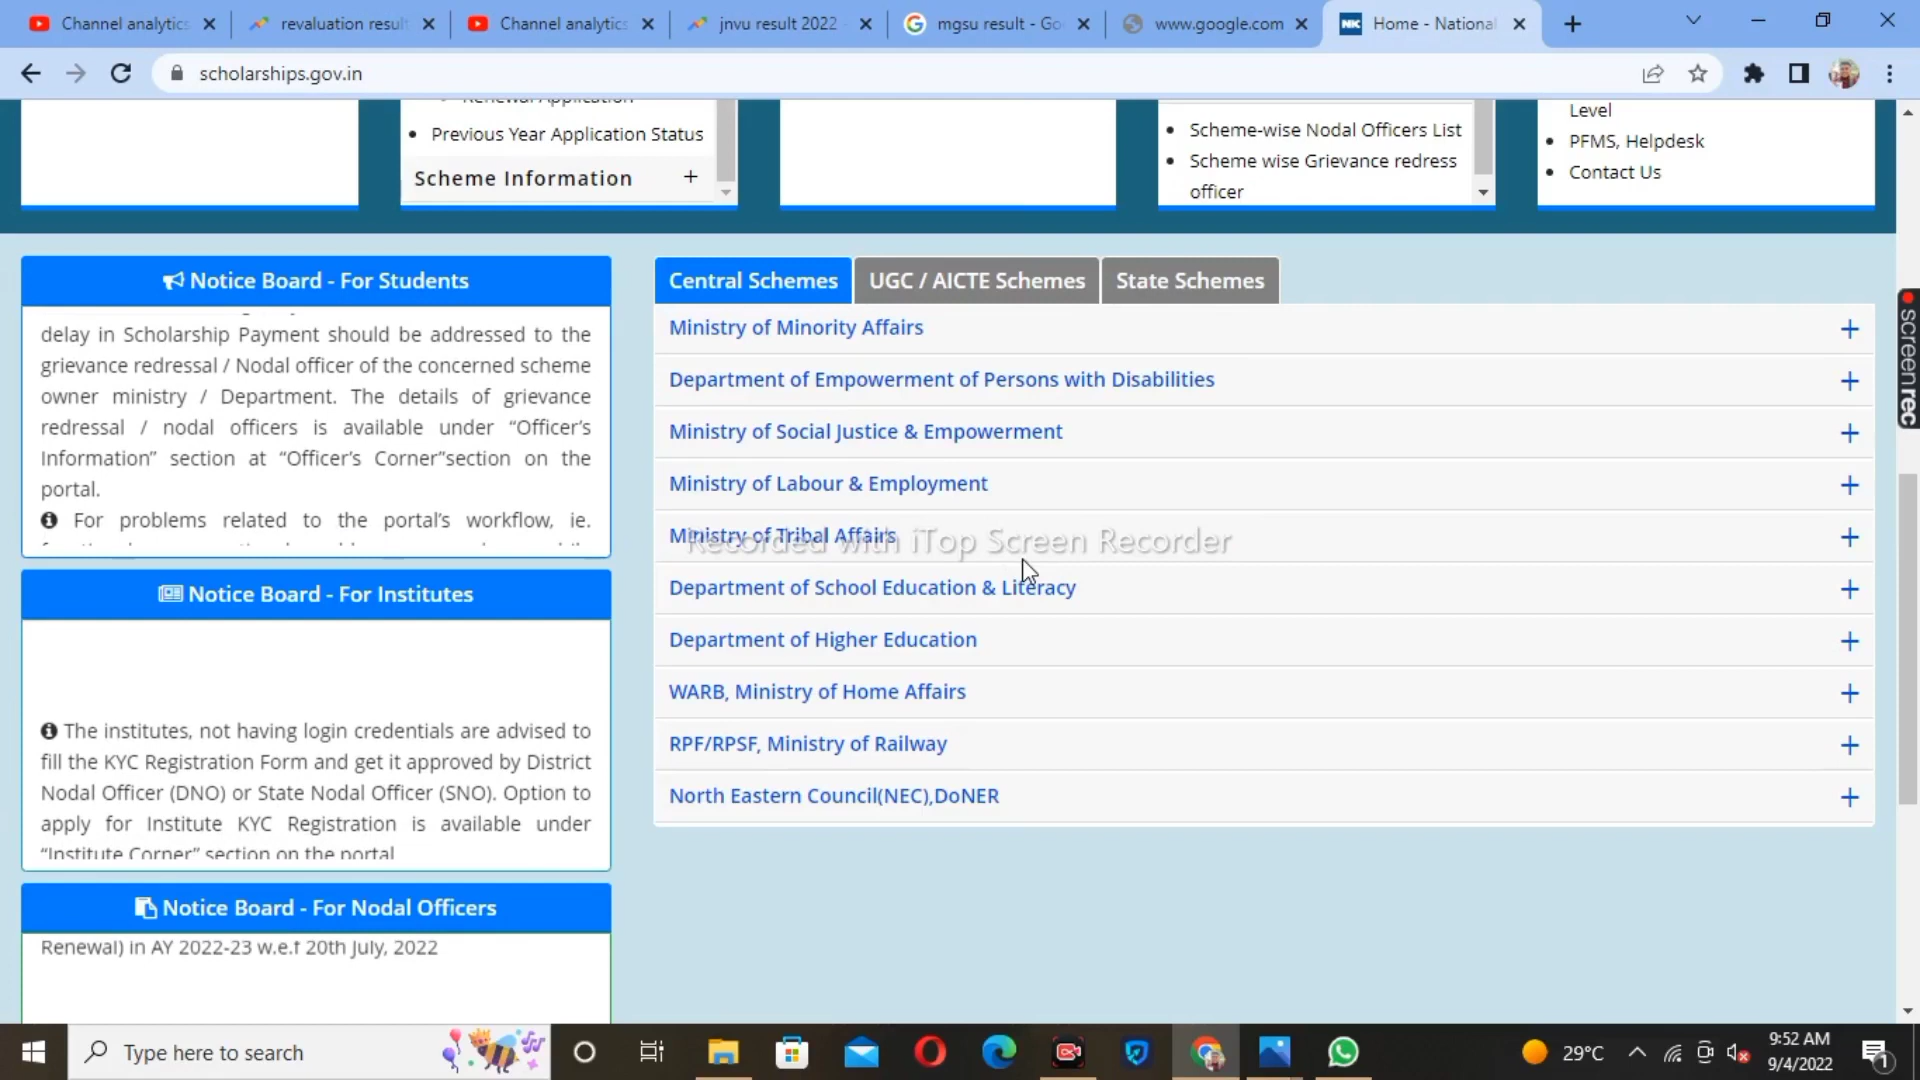 Channel analytics
revaluation result
Channel analytics
jnvu result 2022 -
mgsu result - Go
www.google.com
Home - National
scholarships.gov.in
Renewal Application
Previous Year Application Status
Scheme Information
Scheme-wise Nodal Officers List
Scheme wise Grievance redress
officer
Level
PFMS, Helpdesk
Contact Us
Notice Board - For Students
delay in Scholarship Payment should be addressed to the
grievance redressal / Nodal officer of the concerned scheme
owner ministry / Department. The details of grievance
redressal / nodal officers is available under “Officer's
Information” section at “Officer's Corner”section on the
portal.
For problems related to the portal's workflow, ie.
Notice Board - For Institutes
The institutes, not having login credentials are advised to
fill the KYC Registration Form and get it approved by District
Nodal Officer (DNO) or State Nodal Officer (SNO). Option to
apply for Institute KYC Registration is available under
“Institute Corner” section on the portal
Notice Board - For Nodal Officers
Renewal) in AY 2022-23 w.e.f 20th July, 2022
Central Schemes
UGC / AICTE Schemes
State Schemes
Ministry of Minority Affairs
Department of Empowerment of Persons with Disabilities
Ministry of Social Justice & Empowerment
Ministry of Labour & Employment
Ministry of Tribal Affairs
Recorded with iTop Screen Recorder
Department of School Education & Literacy
Department of Higher Education
WARB, Ministry of Home Affairs
RPF/RPSF, Ministry of Railway
North Eastern Council(NEC),DoNER
screenrec
Type here to search
29°C
9:52 AM
9/4/2022
1